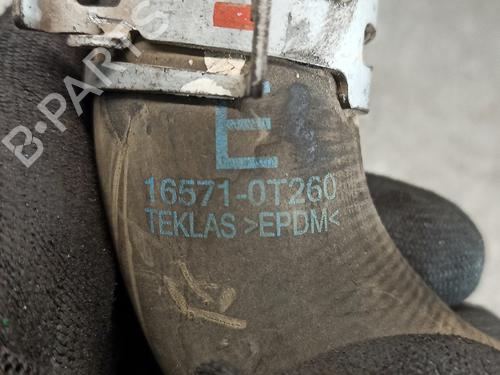 B-PARTS
E
16571-0T260
TEKLAS >EPDM<